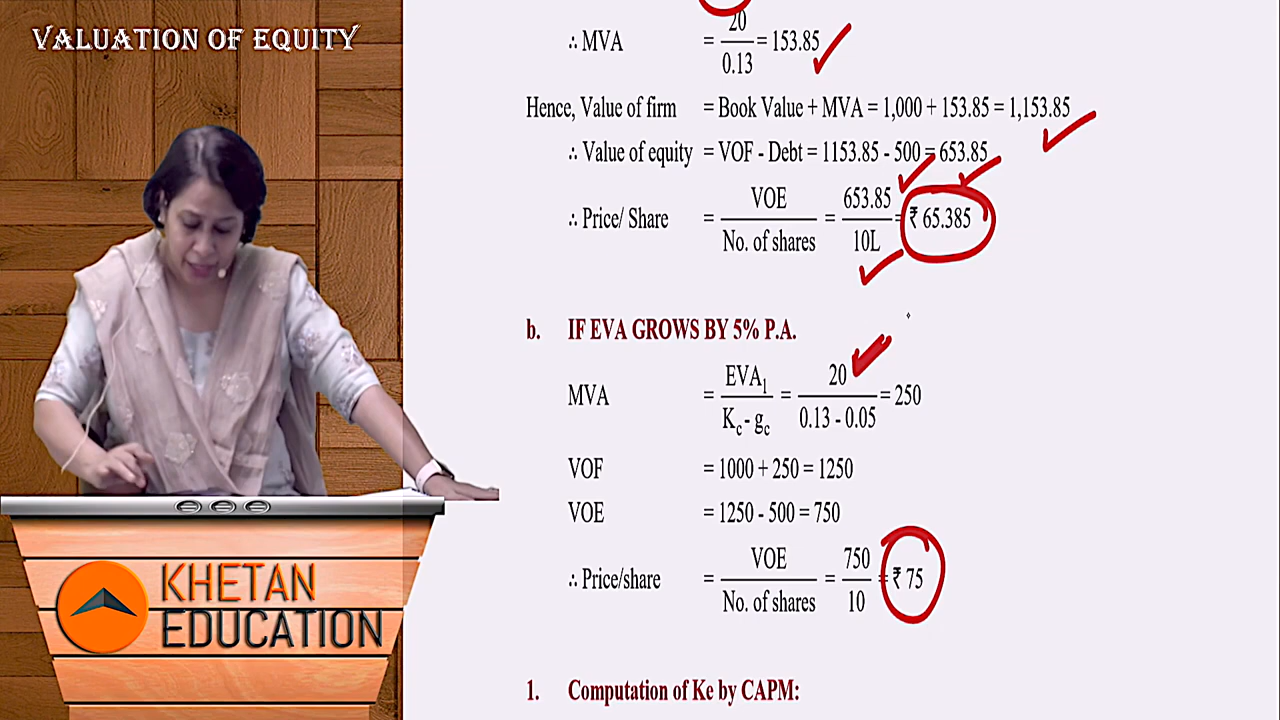 VALUATION OF EQUITY
∴ MVA = 20/0.13 = 153.85
Hence, Value of firm = Book Value + MVA = 1,000 + 153.85 = 1,153.85
∴ Value of equity = VOF - Debt = 1153.85 - 500 = 653.85
∴ Price/ Share = VOE/No. of shares = 653.85/10L = ₹ 65.385
b. IF EVA GROWS BY 5% P.A.
MVA = EVA₁/Kc - gc = 20/0.13 - 0.05 = 250
VOF = 1000 + 250 = 1250
VOE = 1250 - 500 = 750
∴ Price/share = VOE/No. of shares = 750/10 = ₹ 75
1. Computation of Ke by CAPM:
KHETAN
EDUCATION